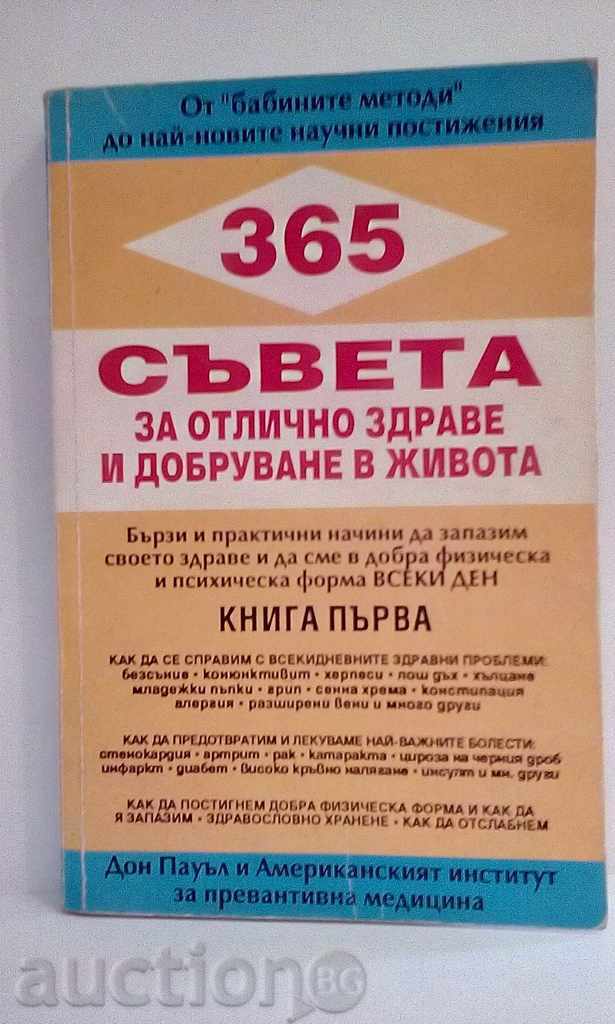 От "бабините методи"
до най-новите научни постижения
365
СЪВЕТА
ЗА ОТЛИЧНО ЗДРАВЕ
И ДОБРУВАНЕ В ЖИВОТА
Бързи и практични начини да запазим
своето здраве и да сме в добра физическа
и психическа форма ВСЕКИ ДЕН
КНИГА ПЪРВА
КАК ДА СЕ СПРАВИМ С ВСЕКИДНЕВНИТЕ ЗДРАВНИ ПРОБЛЕМИ:
безсъние • конюнктивит • херпеси • лош дъх • хълцане
младежки пъпки • грип • сенна хрема • констипация
алергия • разширени вени и много други
КАК ДА ПРЕДОТВРАТИМ И ЛЕКУВАМЕ НАЙ-ВАЖНИТЕ БОЛЕСТИ:
стенокардия • артрит • рак • катаракта • цироза на черния дроб
инфаркт • диабет • високо кръвно налягане • инсулт и мн. други
КАК ДА ПОСТИГНЕМ ДОБРА ФИЗИЧЕСКА ФОРМА И КАК ДА
Я ЗАПАЗИМ • ЗДРАВОСЛОВНО ХРАНЕНЕ • КАК ДА ОТСЛАБНЕМ
Дон Пауъл и Американският институт
за превантивна медицина
auction BG